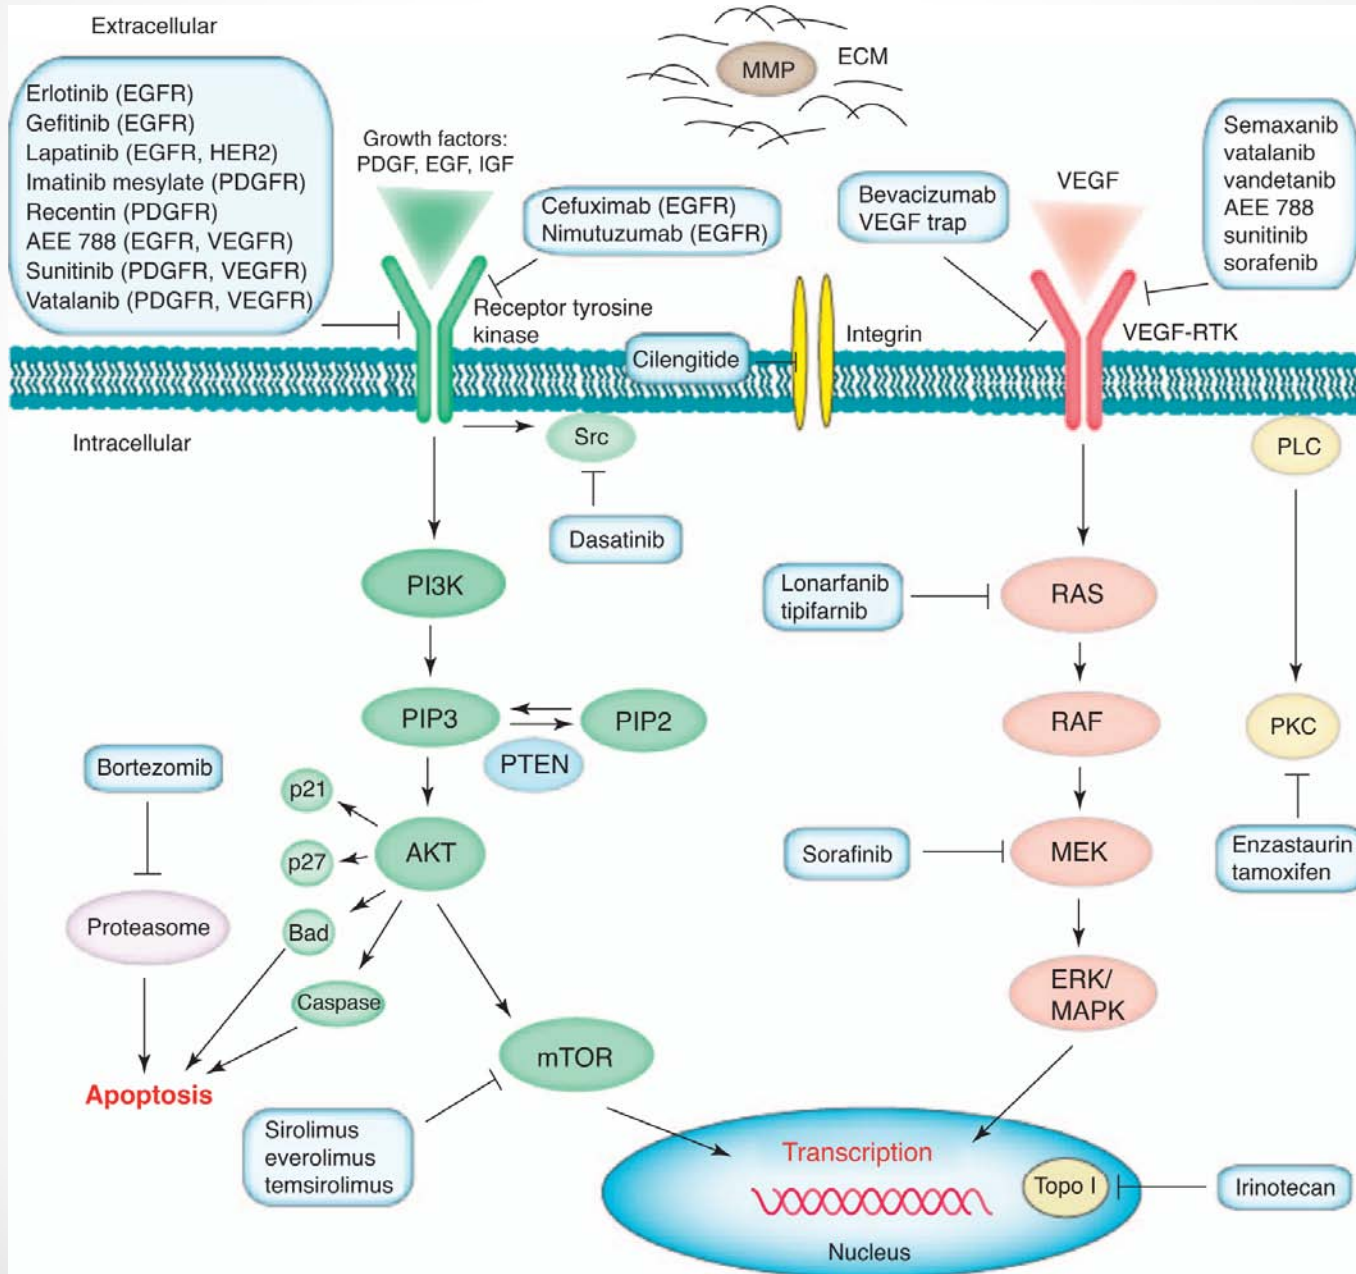 Extracellular
Erlotinib (EGFR)
Gefitinib (EGFR)
Lapatinib (EGFR, HER2)
Imatinib mesylate (PDGFR)
Recentin (PDGFR)
AEE 788 (EGFR, VEGFR)
Sunitinib (PDGFR, VEGFR)
Vatalanib (PDGFR, VEGFR)
Growth factors:
PDGF, EGF, IGF
Cefuximab (EGFR)
Nimutuzumab (EGFR)
MMP
ECM
Bevacizumab
VEGF trap
VEGF
Semaxanib
vatalanib
vandetanib
AEE 788
sunitinib
sorafenib
Receptor tyrosine
kinase
Cilengitide
Integrin
VEGF-RTK
Intracellular
Src
Dasatinib
PLC
PI3K
Lonarfanib
tipifarnib
RAS
PIP3
PIP2
PTEN
RAF
PKC
Bortezomib
p21
p27
AKT
Sorafinib
MEK
Enzastaurin
tamoxifen
Proteasome
Bad
Caspase
ERK/
MAPK
mTOR
Apoptosis
Sirolimus
everolimus
temsirolimus
Transcription
Topo I
Irinotecan
Nucleus